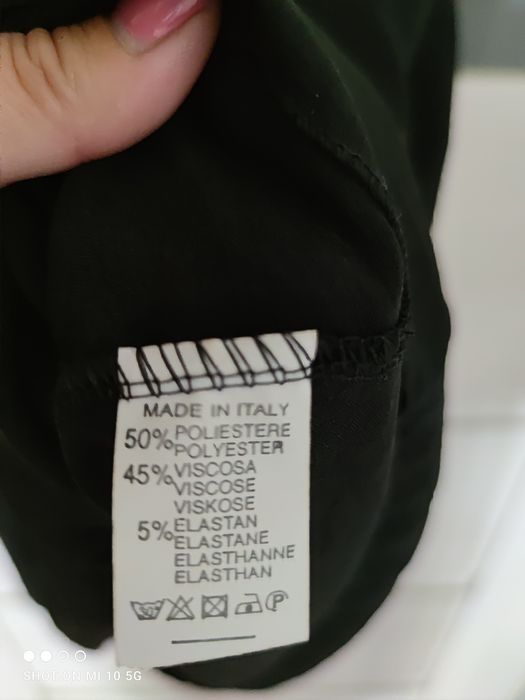 MADE IN ITALY
50% POLIESTERE
POLYESTER
45% VISCOSA
VISCOSE
VISKOSE
5% ELASTAN
ELASTANE
ELASTHANNE
ELASTHAN
30° P
SHOT ON MI 10 5G